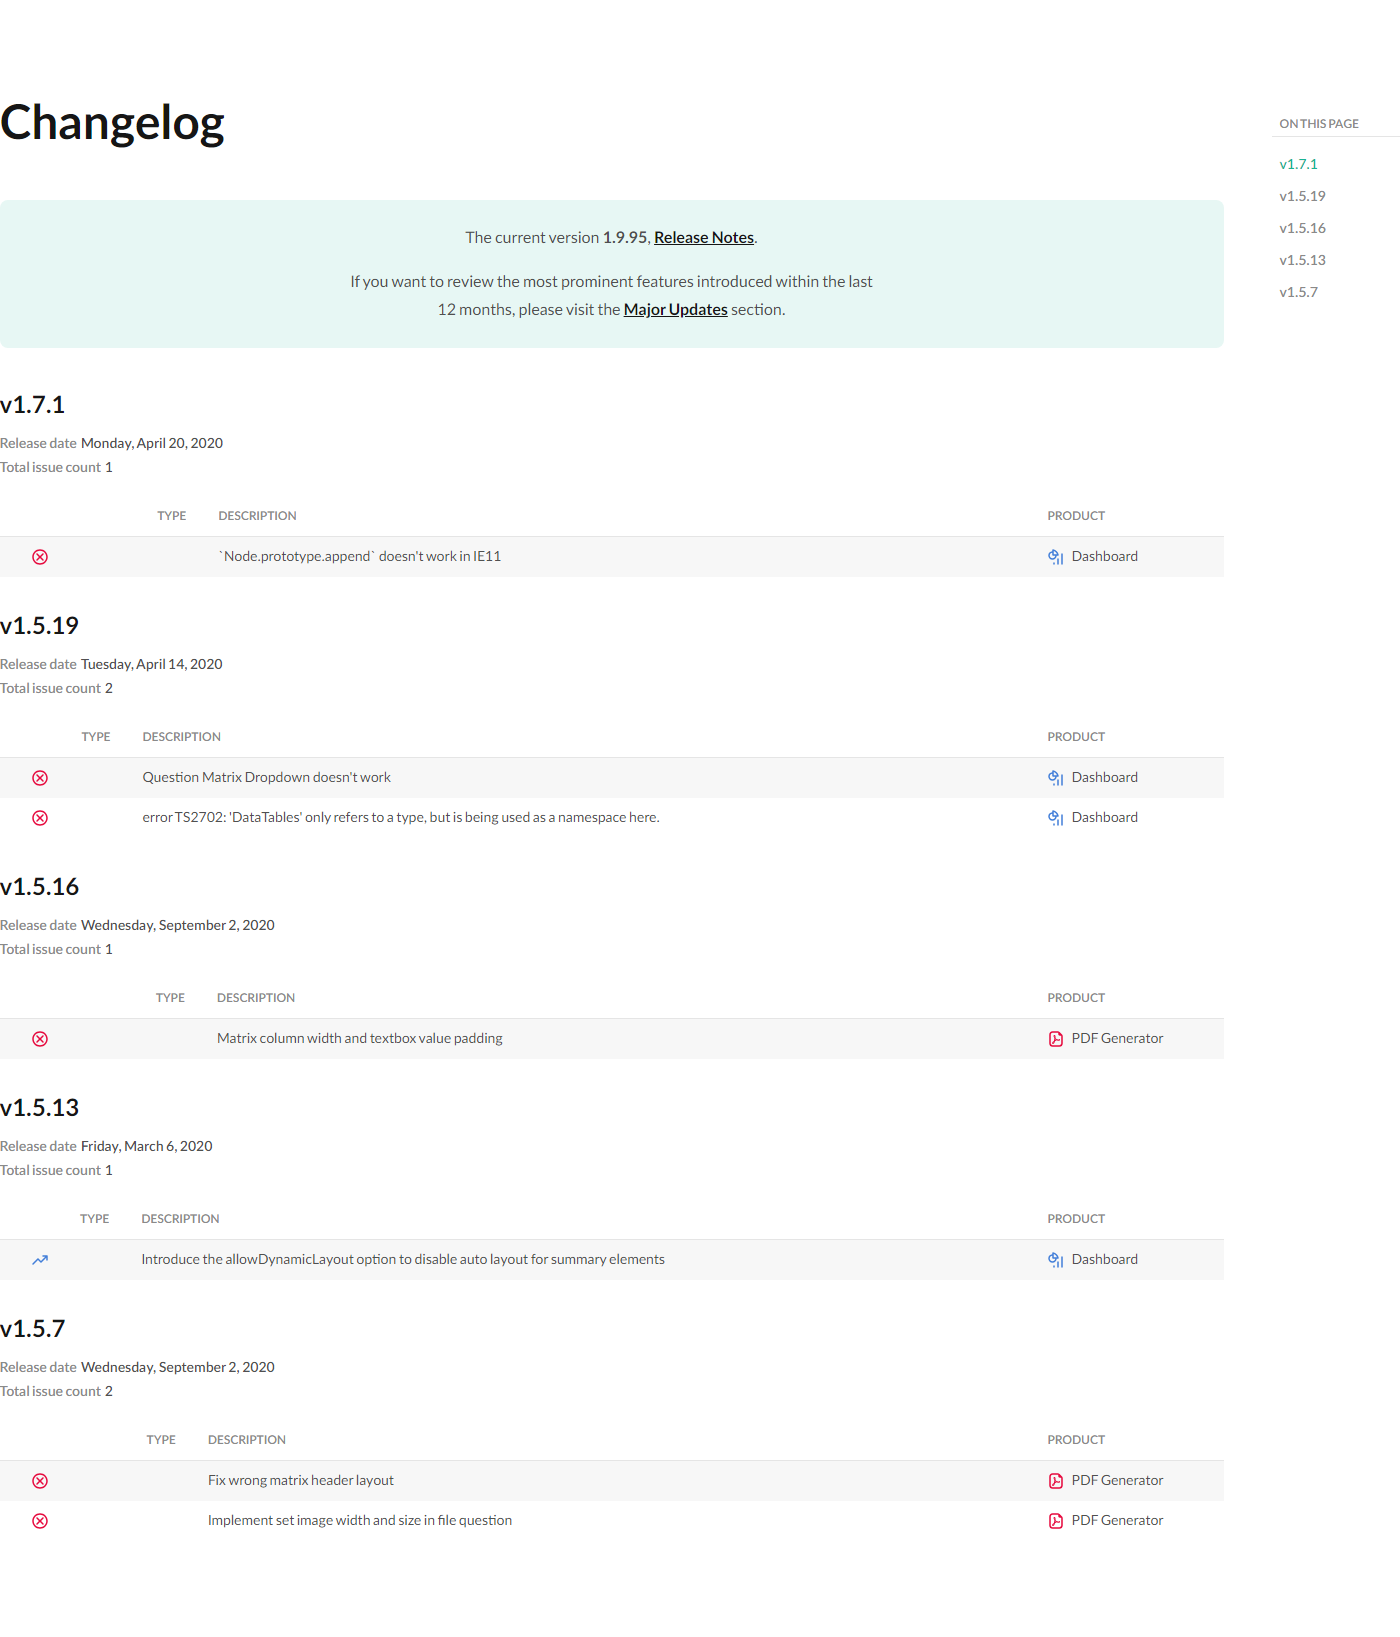 Changelog
ON THIS PAGE
v1.7.1
v1.5.19
v1.5.16
v1.5.13
v1.5.7
The current version 1.9.95, Release Notes.
If you want to review the most prominent features introduced within the last
12 months, please visit the Major Updates section.
v1.7.1
Release date Monday, April 20, 2020
Total issue count 1
TYPE DESCRIPTION PRODUCT
`Node.prototype.append` doesn't work in IE11 Dashboard
v1.5.19
Release date Tuesday, April 14, 2020
Total issue count 2
TYPE DESCRIPTION PRODUCT
Question Matrix Dropdown doesn't work Dashboard
error TS2702: 'DataTables' only refers to a type, but is being used as a namespace here. Dashboard
v1.5.16
Release date Wednesday, September 2, 2020
Total issue count 1
TYPE DESCRIPTION PRODUCT
Matrix column width and textbox value padding PDF Generator
v1.5.13
Release date Friday, March 6, 2020
Total issue count 1
TYPE DESCRIPTION PRODUCT
Introduce the allowDynamicLayout option to disable auto layout for summary elements Dashboard
v1.5.7
Release date Wednesday, September 2, 2020
Total issue count 2
TYPE DESCRIPTION PRODUCT
Fix wrong matrix header layout PDF Generator
Implement set image width and size in file question PDF Generator